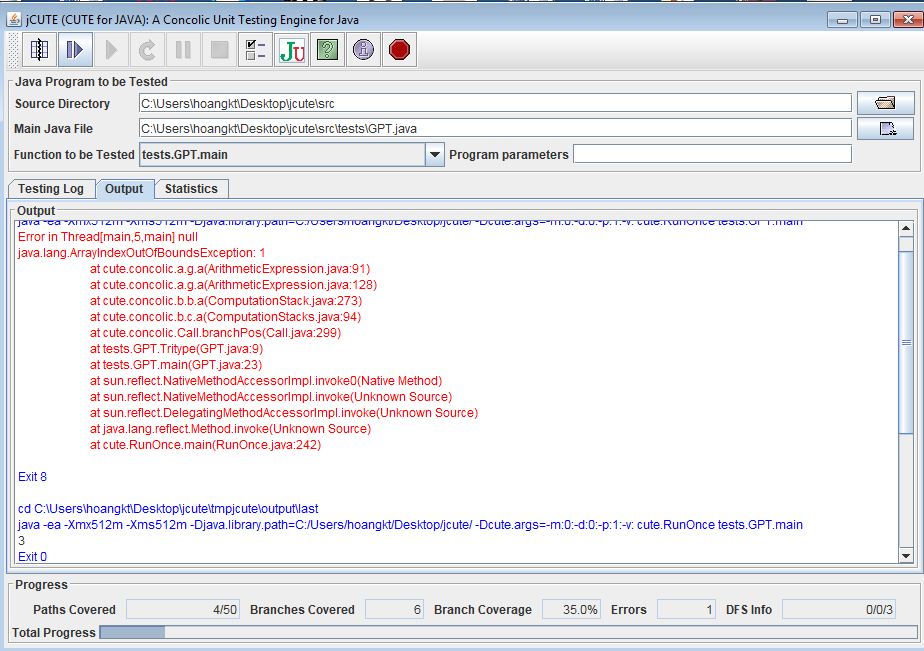 jCUTE (CUTE for JAVA): A Concolic Unit Testing Engine for Java
JU
?
i
Java Program to be Tested
Source Directory C:\Users\hoangkt\Desktop\jcute\src
Main Java File C:\Users\hoangkt\Desktop\jcute\src\tests\GPT.java
Function to be Tested tests.GPT.main Program parameters
Testing Log Output Statistics
Output
java -ea -Xmx512m -Xms512m -Djava.library.path=C:/Users/hoangkt/Desktop/jcute/ -Dcute.args=-m:0:-d:0:-p:1:-v: cute.RunOnce tests.GPT.main
Error in Thread[main,5,main] null
java.lang.ArrayIndexOutOfBoundsException: 1
at cute.concolic.a.g.a(ArithmeticExpression.java:91)
at cute.concolic.a.g.a(ArithmeticExpression.java:128)
at cute.concolic.b.b.a(ComputationStack.java:273)
at cute.concolic.b.c.a(ComputationStacks.java:94)
at cute.concolic.Call.branchPos(Call.java:299)
at tests.GPT.Tritype(GPT.java:9)
at tests.GPT.main(GPT.java:23)
at sun.reflect.NativeMethodAccessorImpl.invoke0(Native Method)
at sun.reflect.NativeMethodAccessorImpl.invoke(Unknown Source)
at sun.reflect.DelegatingMethodAccessorImpl.invoke(Unknown Source)
at java.lang.reflect.Method.invoke(Unknown Source)
at cute.RunOnce.main(RunOnce.java:242)
Exit 8
cd C:\Users\hoangkt\Desktop\jcute\tmpjcute\output\last
java -ea -Xmx512m -Xms512m -Djava.library.path=C:/Users/hoangkt/Desktop/jcute/ -Dcute.args=-m:0:-d:0:-p:1:-v: cute.RunOnce tests.GPT.main
3
Exit 0
Progress
Paths Covered 4/50 Branches Covered 6 Branch Coverage 35.0% Errors 1 DFS Info 0/0/3
Total Progress